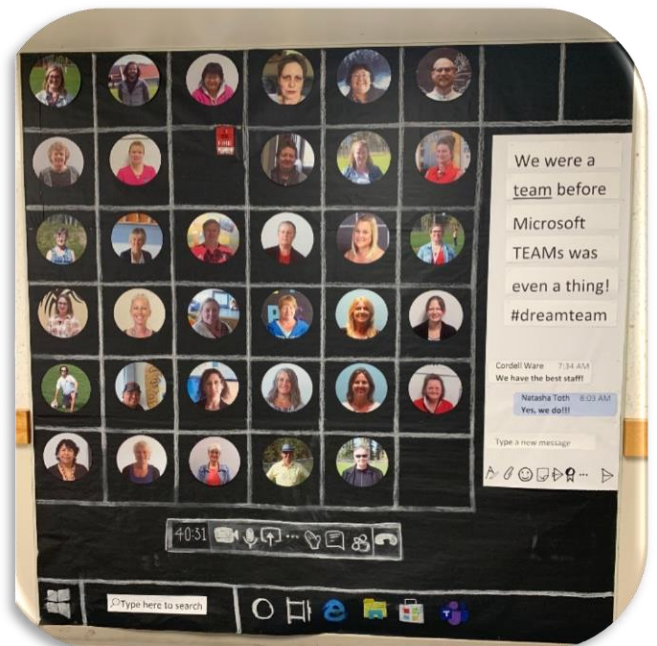 We were a
team before
Microsoft
TEAMs was
even a thing!
#dreamteam
Cordell Ware 7:34 AM
We have the best staff!
Natasha Toth 8:03 AM
Yes, we do!!!
Type a new message
40:31
Type here to search